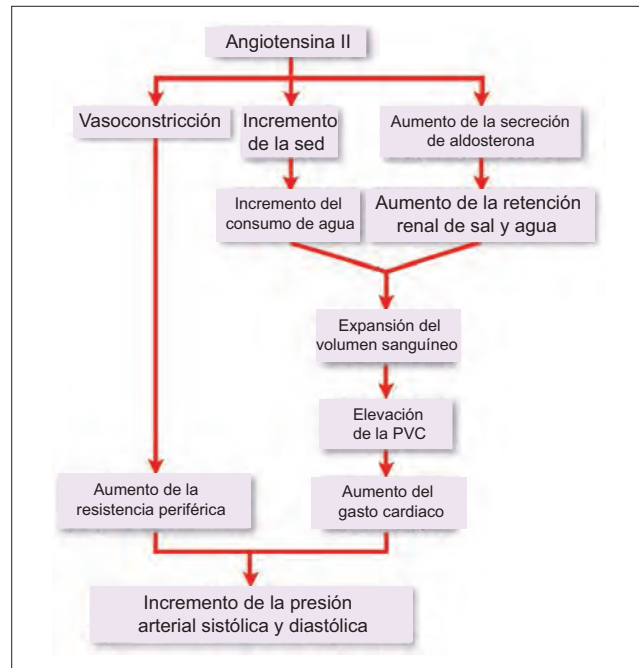 Angiotensina II
Vasoconstricción
Incremento
de la sed
Aumento de la secreción
de aldosterona
Incremento del
consumo de agua
Aumento de la retención
renal de sal y agua
Expansión del
volumen sanguíneo
Elevación
de la PVC
Aumento de la
resistencia periférica
Aumento del
gasto cardiaco
Incremento de la presión
arterial sistólica y diastólica